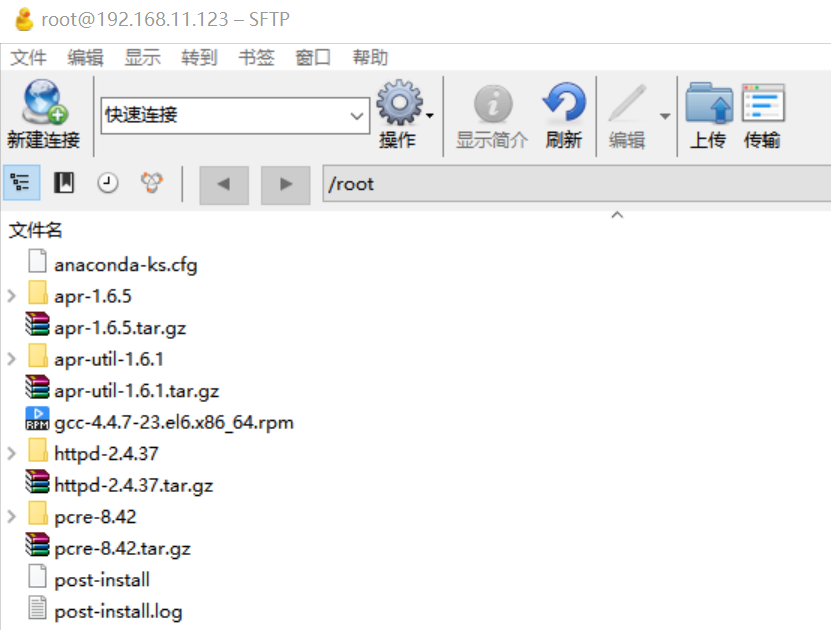 root@192.168.11.123 – SFTP
文件 编辑 显示 转到 书签 窗口 帮助
快速连接
新建连接 操作 显示简介 刷新 编辑 上传 传输
/root
文件名
anaconda-ks.cfg
apr-1.6.5
apr-1.6.5.tar.gz
apr-util-1.6.1
apr-util-1.6.1.tar.gz
RPM gcc-4.4.7-23.el6.x86_64.rpm
httpd-2.4.37
httpd-2.4.37.tar.gz
pcre-8.42
pcre-8.42.tar.gz
post-install
post-install.log